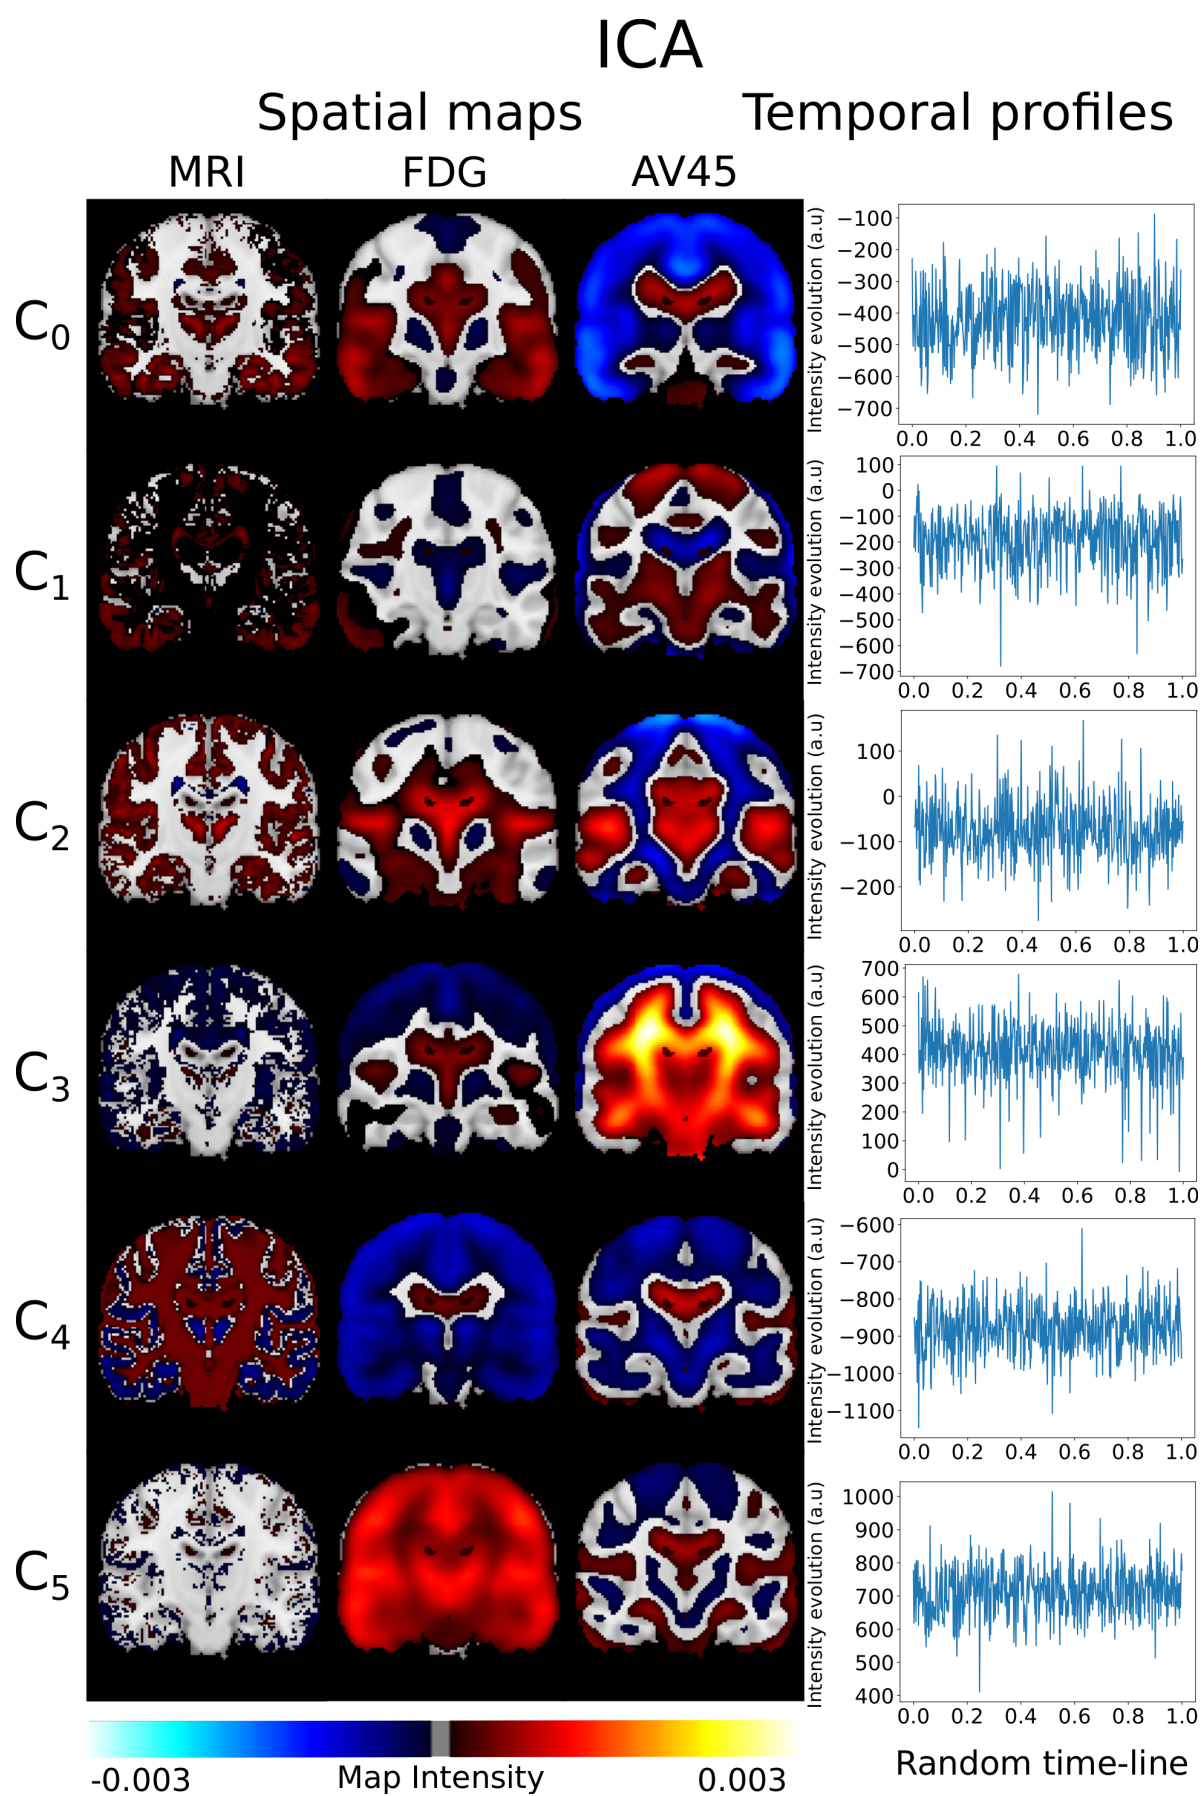 ICA
Spatial maps Temporal profiles
MRI FDG AV45
C0
Intensity evolution (a.u)
−100
−200
−300
−400
−500
−600
−700
0.0 0.2 0.4 0.6 0.8 1.0
C1
Intensity evolution (a.u)
100
0
−100
−200
−300
−400
−500
−600
−700
0.0 0.2 0.4 0.6 0.8 1.0
C2
Intensity evolution (a.u)
100
0
−100
−200
0.0 0.2 0.4 0.6 0.8 1.0
C3
Intensity evolution (a.u)
700
600
500
400
300
200
100
0
0.0 0.2 0.4 0.6 0.8 1.0
C4
Intensity evolution (a.u)
−600
−700
−800
−900
−1000
−1100
0.0 0.2 0.4 0.6 0.8 1.0
C5
Intensity evolution (a.u)
1000
900
800
700
600
500
400
0.0 0.2 0.4 0.6 0.8 1.0
-0.003 Map Intensity 0.003
Random time-line